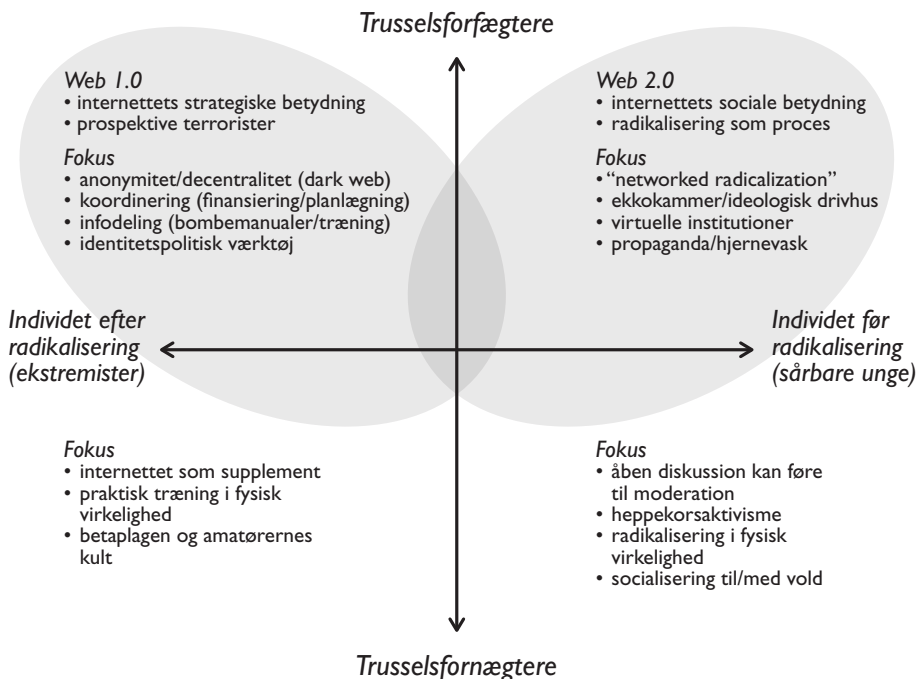 Trusselsforfægtere
Web 1.0
• internettets strategiske betydning
• prospektive terrorister
Fokus
• anonymitet/decentralitet (dark web)
• koordinering (finansiering/planlægning)
• infodeling (bombemanualer/træning)
• identitetspolitisk værktøj
Web 2.0
• internettets sociale betydning
• radikalisering som proces
Fokus
• “networked radicalization”
• ekkokammer/ideologisk drivhus
• virtuelle institutioner
• propaganda/hjernevask
Individet efter
radikalisering
(ekstremister)
Individet før
radikalisering
(sårbare unge)
Fokus
• internettet som supplement
• praktisk træning i fysisk
virkelighed
• betaplagen og amatørernes
kult
Fokus
• åben diskussion kan føre
til moderation
• heppekorsaktivisme
• radikalisering i fysisk
virkelighed
• socialisering til/med vold
Trusselsfornægtere